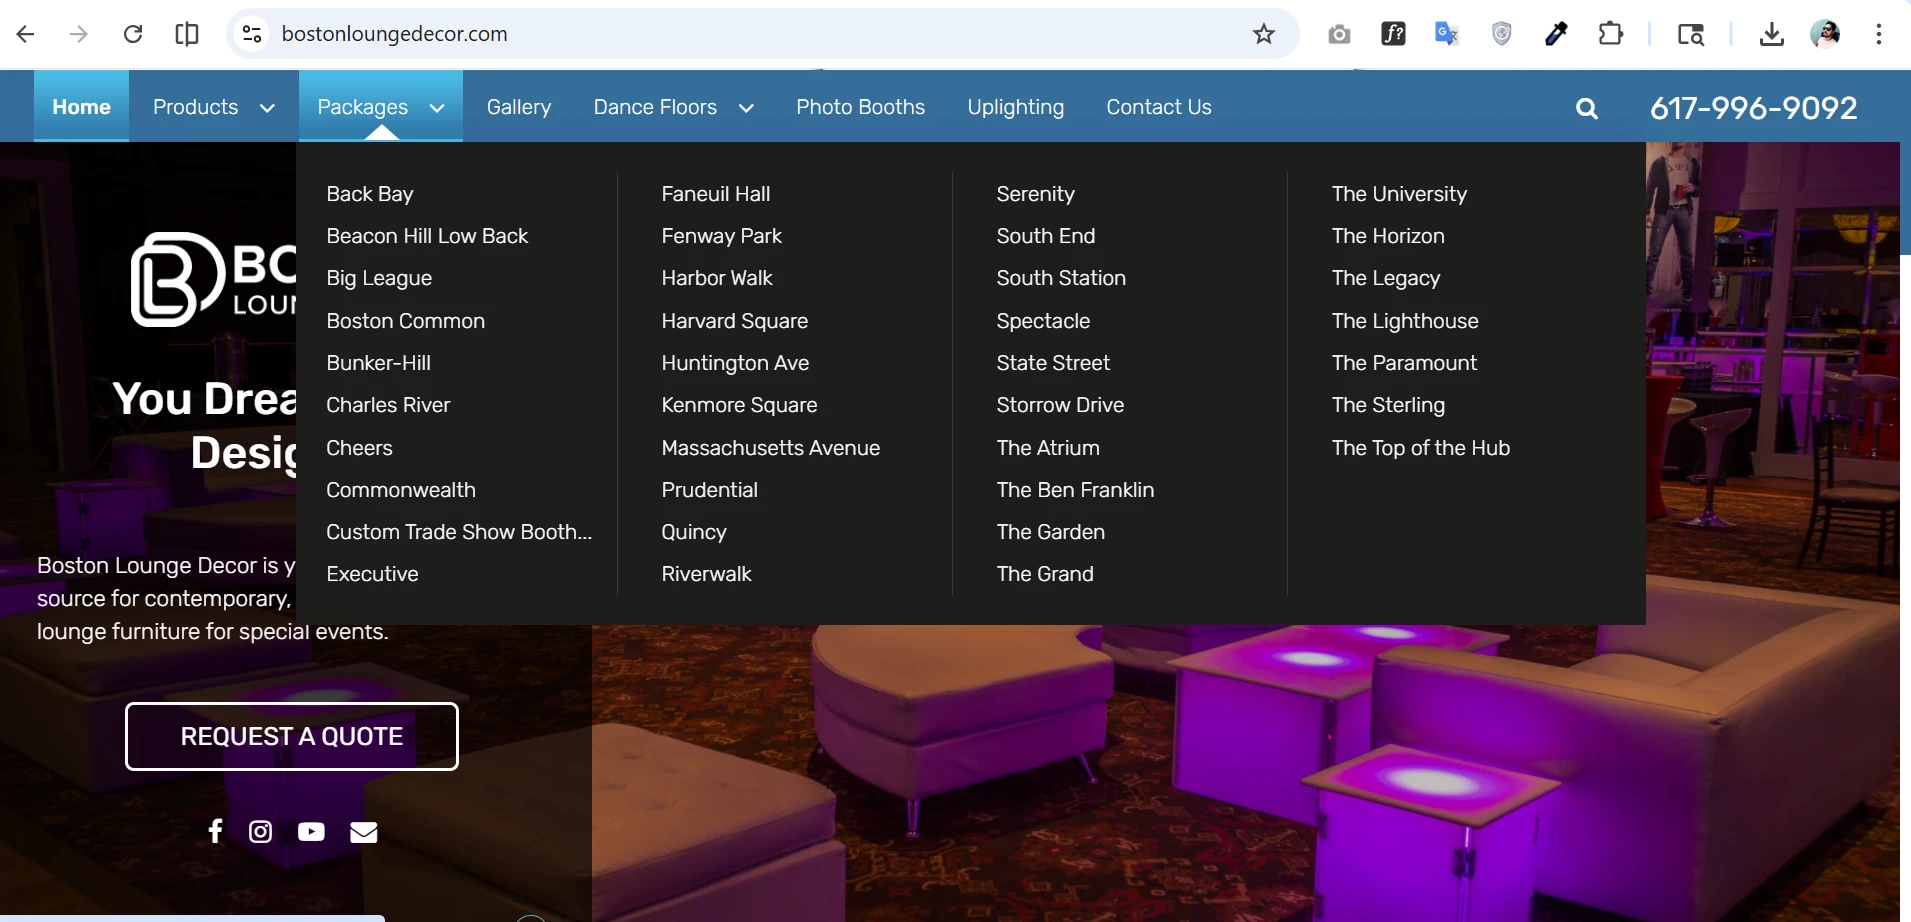 bostonloungedecor.com
Home
Products
Packages
Gallery
Dance Floors
Photo Booths
Uplighting
Contact Us
617-996-9092
Back Bay
Beacon Hill Low Back
Big League
Boston Common
Bunker-Hill
Charles River
Cheers
Commonwealth
Custom Trade Show Booth...
Executive
Faneuil Hall
Fenway Park
Harbor Walk
Harvard Square
Huntington Ave
Kenmore Square
Massachusetts Avenue
Prudential
Quincy
Riverwalk
Serenity
South End
South Station
Spectacle
State Street
Storrow Drive
The Atrium
The Ben Franklin
The Garden
The Grand
The University
The Horizon
The Legacy
The Lighthouse
The Paramount
The Sterling
The Top of the Hub
You Drea
Desig
Boston Lounge Decor is y
source for contemporary,
lounge furniture for special events.
REQUEST A QUOTE